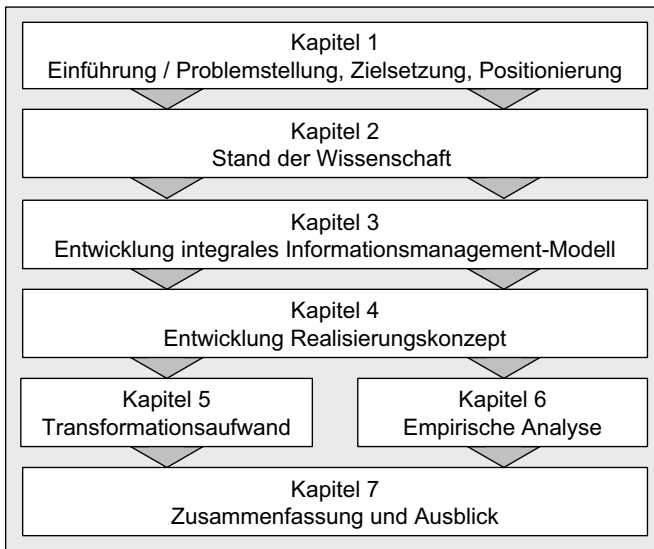 Kapitel 1
Einführung / Problemstellung, Zielsetzung, Positionierung
Kapitel 2
Stand der Wissenschaft
Kapitel 3
Entwicklung integrales Informationsmanagement-Modell
Kapitel 4
Entwicklung Realisierungskonzept
Kapitel 5
Transformationsaufwand
Kapitel 6
Empirische Analyse
Kapitel 7
Zusammenfassung und Ausblick